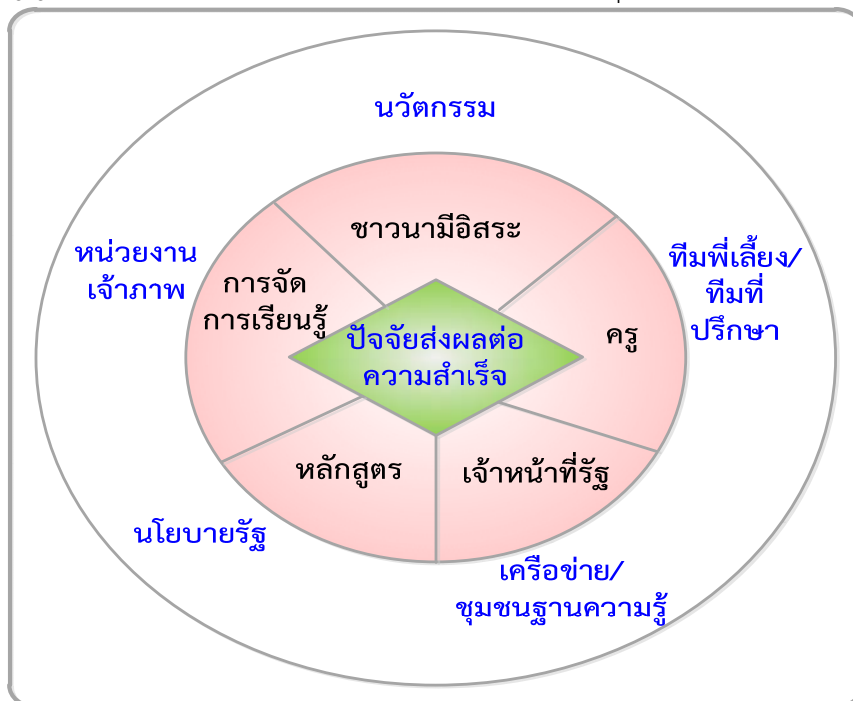 นวัตกรรม
ชาวนามีอิสระ
หน่วยงาน
เจ้าภาพ
การจัด
การเรียนรู้
ทีมพี่เลี้ยง/
ทีมที่
ปรึกษา
ครู
ปัจจัยส่งผลต่อ
ความสำเร็จ
หลักสูตร
เจ้าหน้าที่รัฐ
นโยบายรัฐ
เครือข่าย/
ชุมชนฐานความรู้